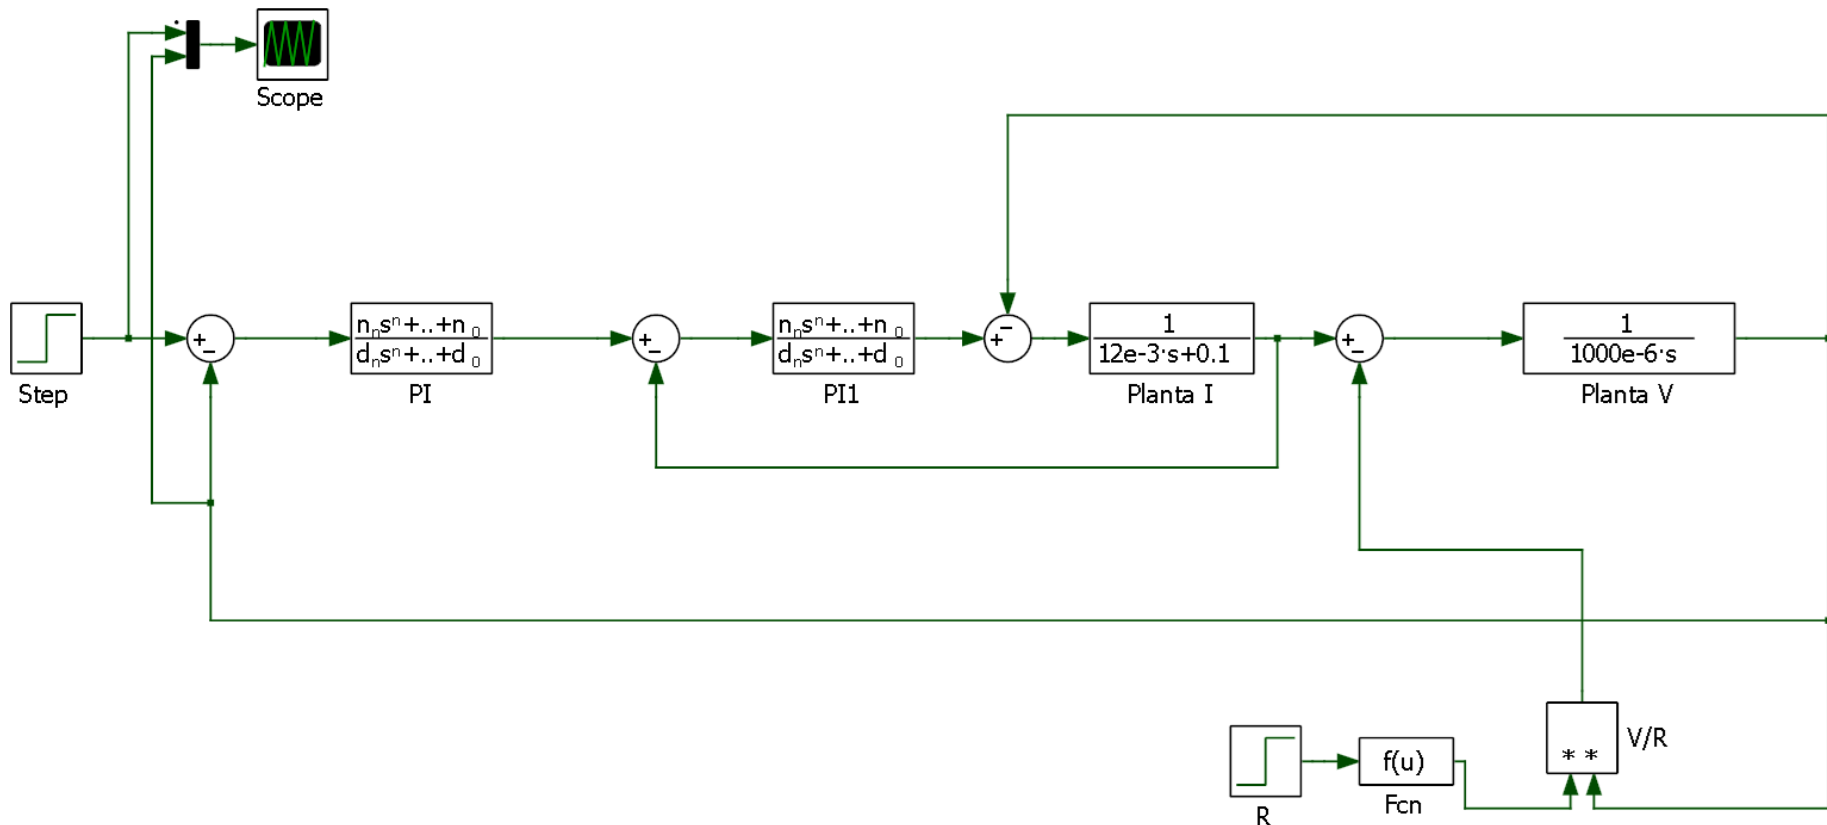 Scope
Step
+
−
nₙsⁿ+..+n₀
dₙsⁿ+..+d₀
PI
+
−
nₙsⁿ+..+n₀
dₙsⁿ+..+d₀
PI1
−
+
1
12e-3·s+0.1
Planta I
+
−
1
1000e-6·s
Planta V
R
f(u)
Fcn
* *
V/R